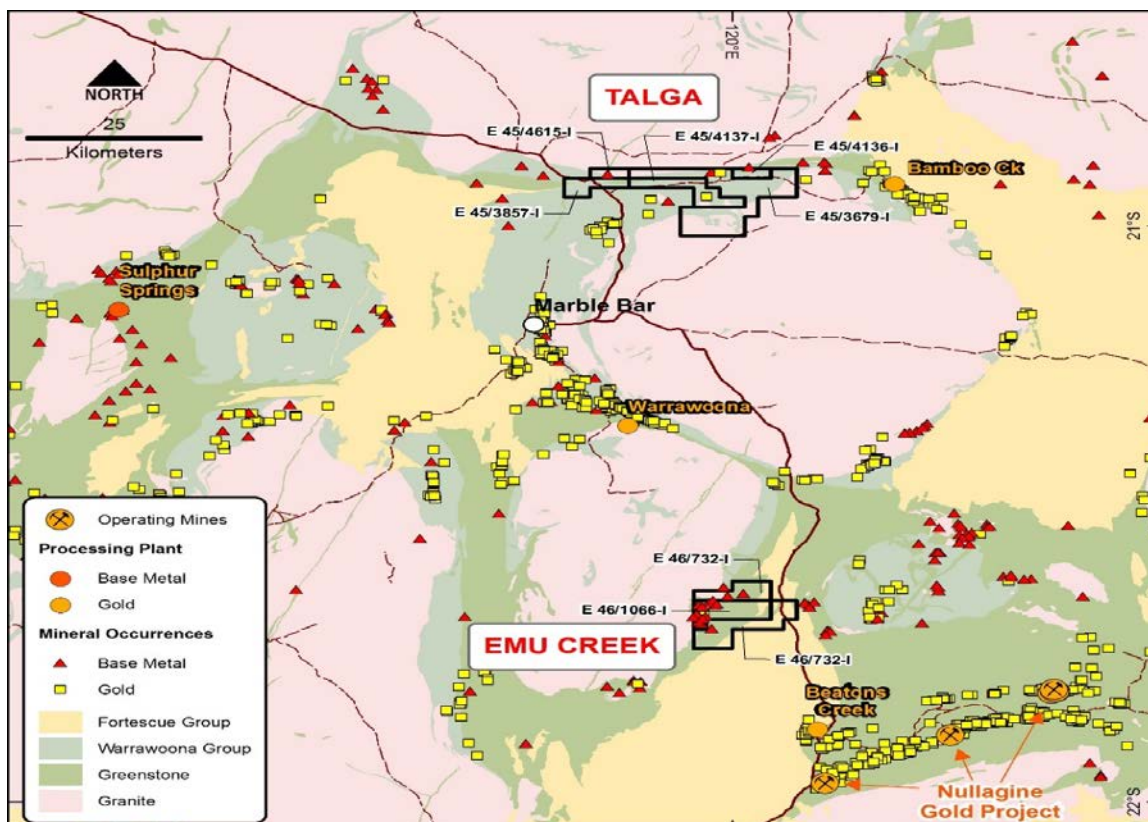 120°E
TALGA
NORTH
25
Kilometers
E 45/4615-I
E 45/4137-I
E 45/4136-I
Bamboo Ck
E 45/3857-I
E 45/3679-I
21°S
Sulphur
Springs
Marble Bar
Warrawoona
E 46/732-I
E 46/1066-I
EMU CREEK
E 46/732-I
Beatons
Creek
Nullagine
Gold Project
22°S
Operating Mines
Processing Plant
Base Metal
Gold
Mineral Occurrences
Base Metal
Gold
Fortescue Group
Warrawoona Group
Greenstone
Granite